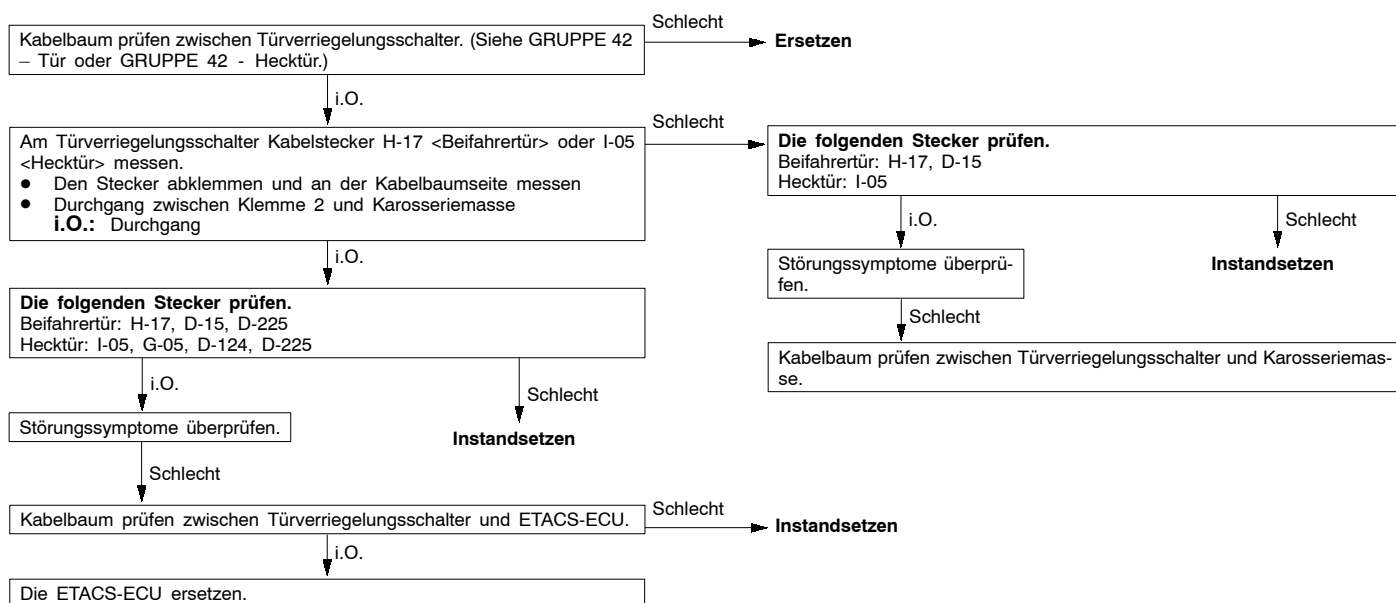 Kabelbaum prüfen zwischen Türverriegelungsschalter. (Siehe GRUPPE 42
– Tür oder GRUPPE 42 - Hecktür.)
Schlecht
Ersetzen
i.O.
Am Türverriegelungsschalter Kabelstecker H-17 <Beifahrertür> oder I-05
<Hecktür> messen.
● Den Stecker abklemmen und an der Kabelbaumseite messen
● Durchgang zwischen Klemme 2 und Karosseriemasse
i.O.: Durchgang
Schlecht
Die folgenden Stecker prüfen.
Beifahrertür: H-17, D-15
Hecktür: I-05
i.O.
Schlecht
Störungssymptome überprü-
fen.
Instandsetzen
Schlecht
Kabelbaum prüfen zwischen Türverriegelungsschalter und Karosseriemas-
se.
i.O.
Die folgenden Stecker prüfen.
Beifahrertür: H-17, D-15, D-225
Hecktür: I-05, G-05, D-124, D-225
i.O.
Schlecht
Störungssymptome überprüfen.
Instandsetzen
Schlecht
Kabelbaum prüfen zwischen Türverriegelungsschalter und ETACS-ECU.
Schlecht
Instandsetzen
i.O.
Die ETACS-ECU ersetzen.